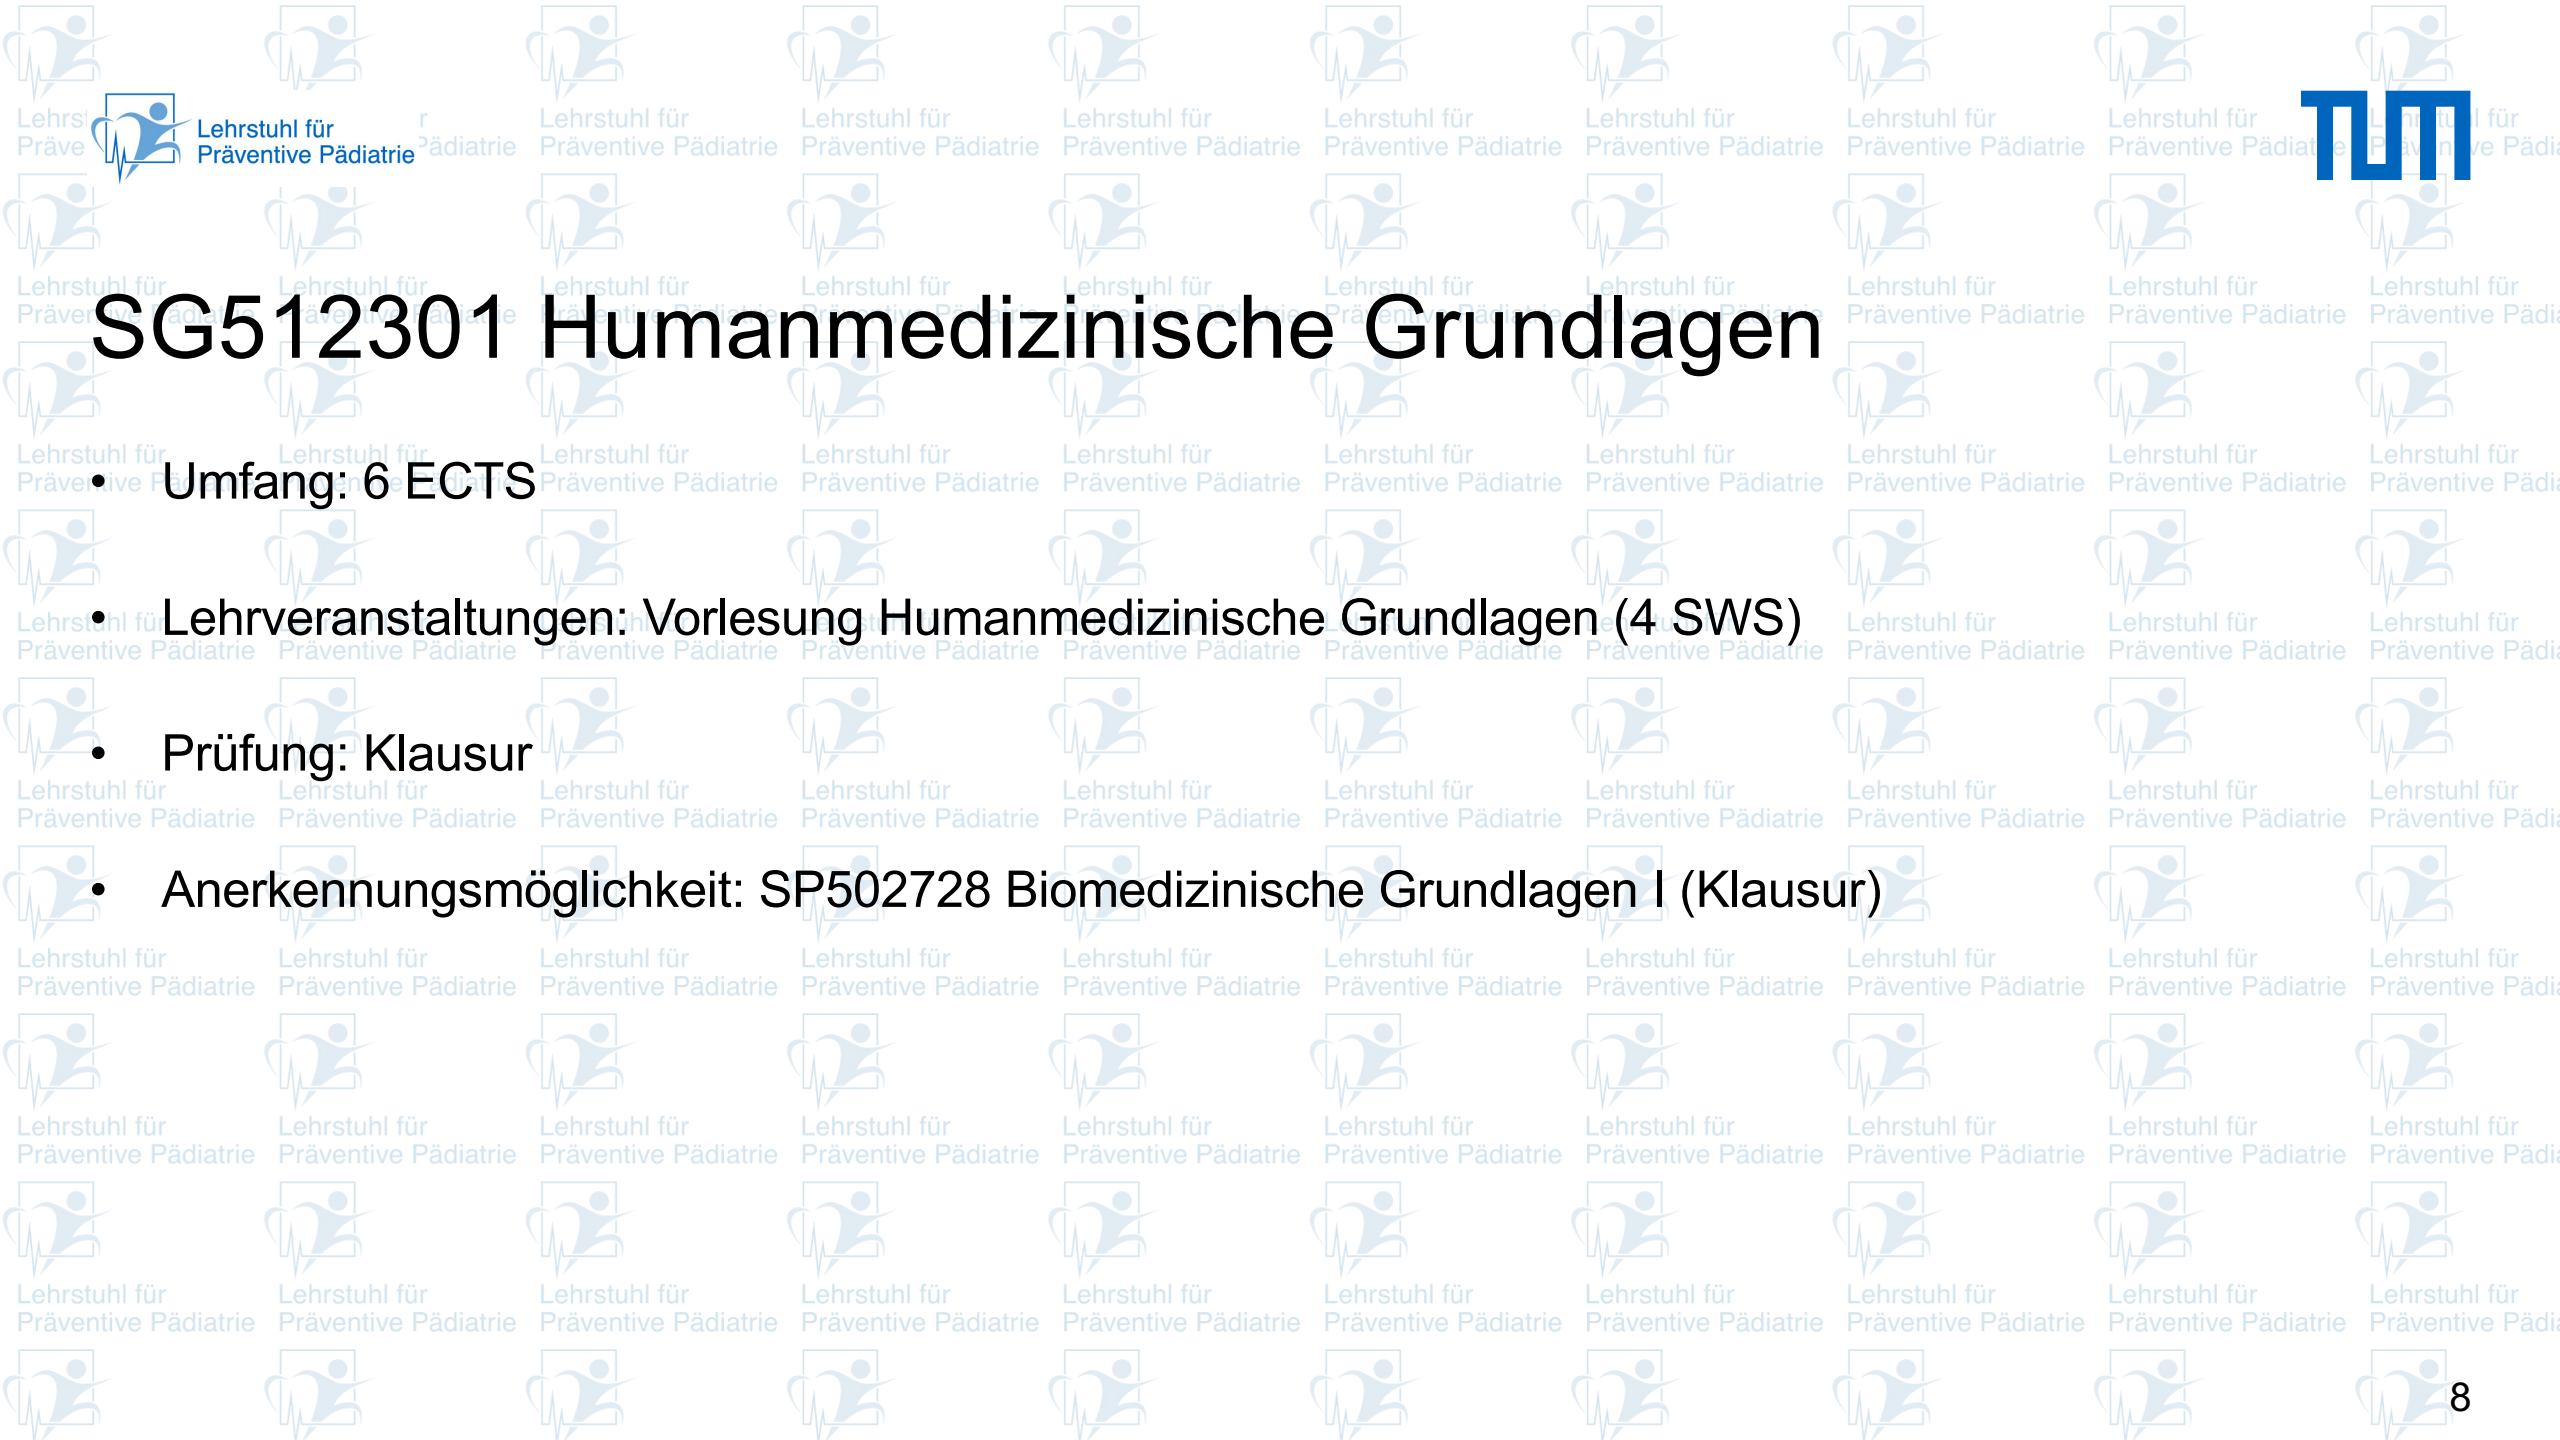 Lehrstuhl für
Präventive Pädiatrie
TUM
SG512301 Humanmedizinische Grundlagen
• Umfang: 6 ECTS
• Lehrveranstaltungen: Vorlesung Humanmedizinische Grundlagen (4 SWS)
• Prüfung: Klausur
• Anerkennungsmöglichkeit: SP502728 Biomedizinische Grundlagen I (Klausur)
8